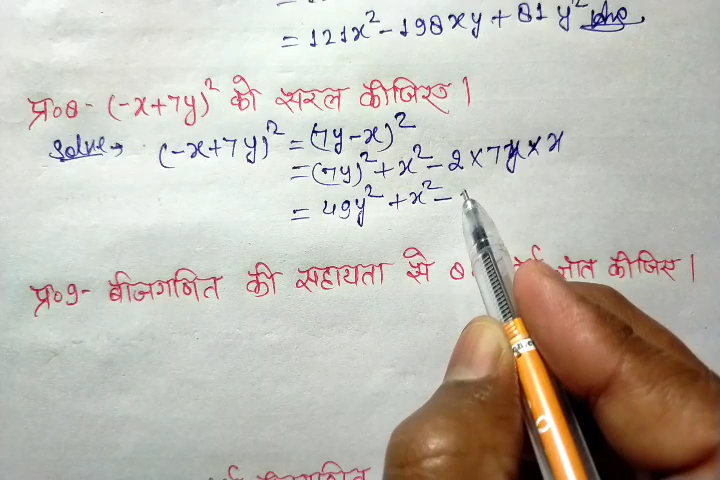 = 121x² - 198xy + 81y² Ans
प्र०8- (-x+7y)² को सरल कीजिए।
Solve→ (-x+7y)² = (7y-x)²
= (7y)² + x² - 2×7y×x
= 49y² + x² -
प्र०9- बीजगणित की सहायता से कीजिए।